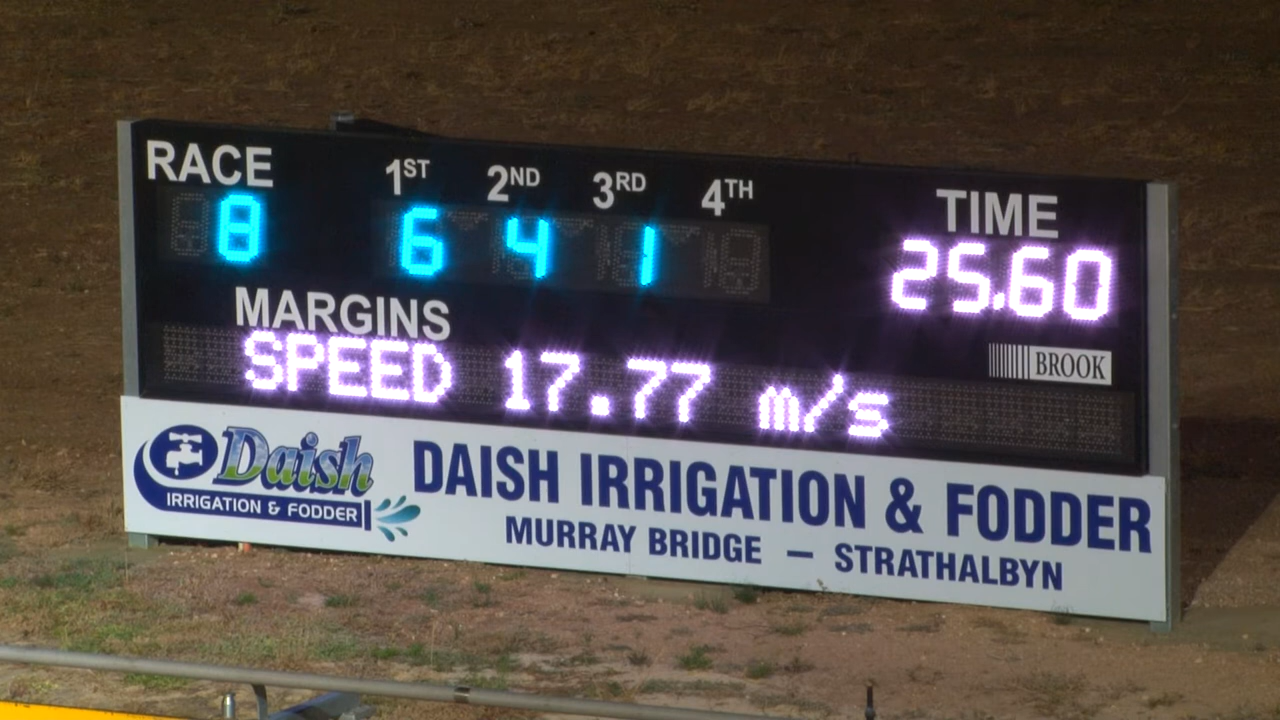 RACE 1ST 2ND 3RD 4TH TIME
8 6 4 1 25.60
MARGINS
SPEED 17.77 m/s
BROOK
Daish
IRRIGATION & FODDER
DAISH IRRIGATION & FODDER
MURRAY BRIDGE — STRATHALBYN